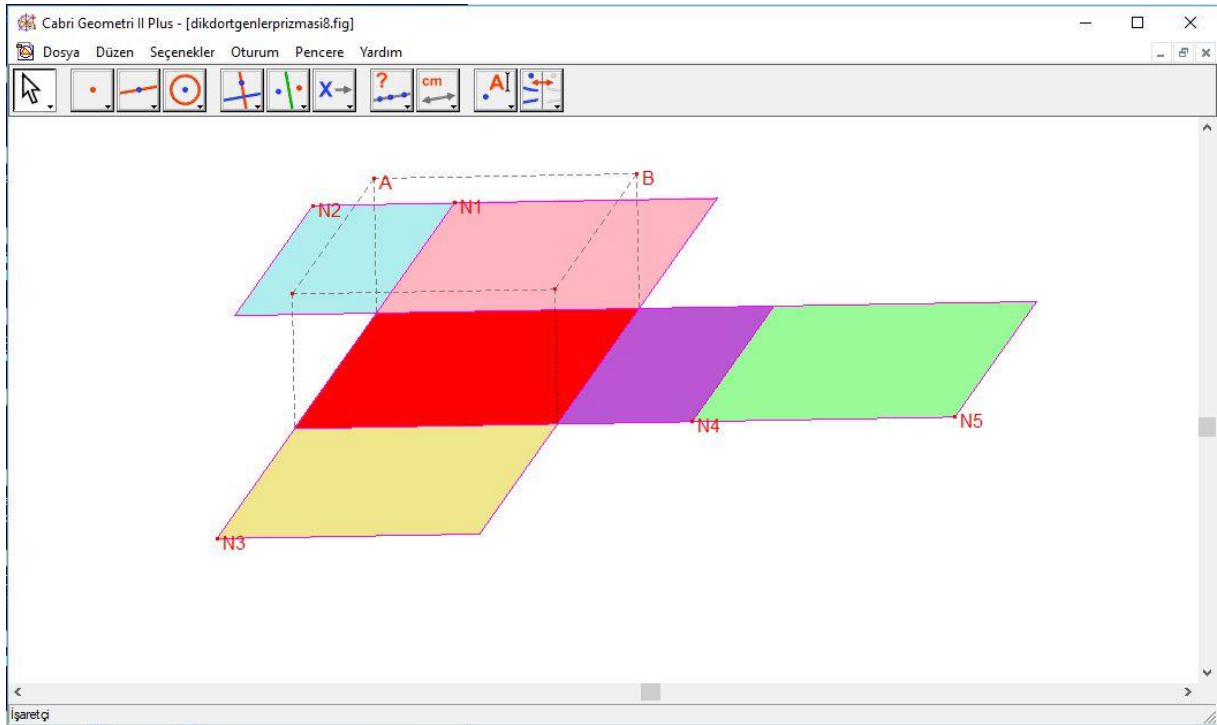 Cabri Geometri II Plus - [dikdortgenlerprizmasi8.fig]
Dosya Düzen Seçenekler Oturum Pencere Yardım
? cm A
X
A B
N2 N1
N4 N5
N3
İşaretçi